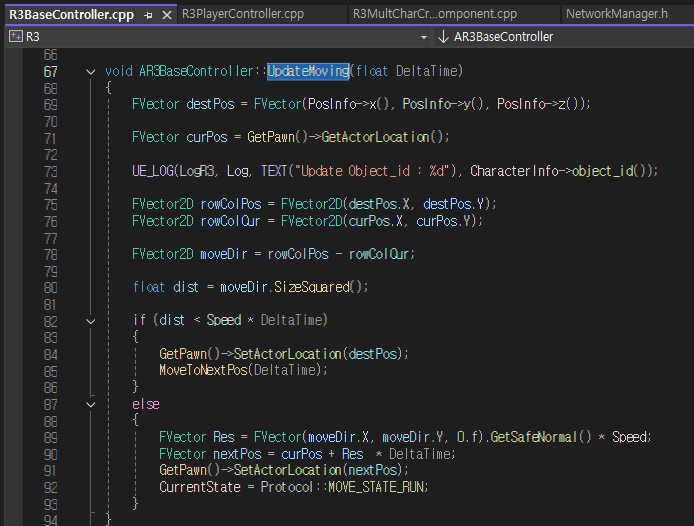 R3BaseController.cpp R3PlayerController.cpp R3MultCharCr...omponent.cpp NetworkManager.h
R3 AR3BaseController
66
67 void AR3BaseController::UpdateMoving(float DeltaTime)
68 {
69 FVector destPos = FVector(PosInfo->x(), PosInfo->y(), PosInfo->z());
70
71 FVector curPos = GetPawn()->GetActorLocation();
72
73 UE_LOG(LogR3, Log, TEXT("Update Object_id : %d"), CharacterInfo->object_id());
74
75 FVector2D rowColPos = FVector2D(destPos.X, destPos.Y);
76 FVector2D rowColCur = FVector2D(curPos.X, curPos.Y);
77
78 FVector2D moveDir = rowColPos - rowColCur;
79
80 float dist = moveDir.SizeSquared();
81
82 if (dist < Speed * DeltaTime)
83 {
84 GetPawn()->SetActorLocation(destPos);
85 MoveToNextPos(DeltaTime);
86 }
87 else
88 {
89 FVector Res = FVector(moveDir.X, moveDir.Y, 0.f).GetSafeNormal() * Speed;
90 FVector nextPos = curPos + Res * DeltaTime;
91 GetPawn()->SetActorLocation(nextPos);
92 CurrentState = Protocol::MOVE_STATE_RUN;
93 }
94 }